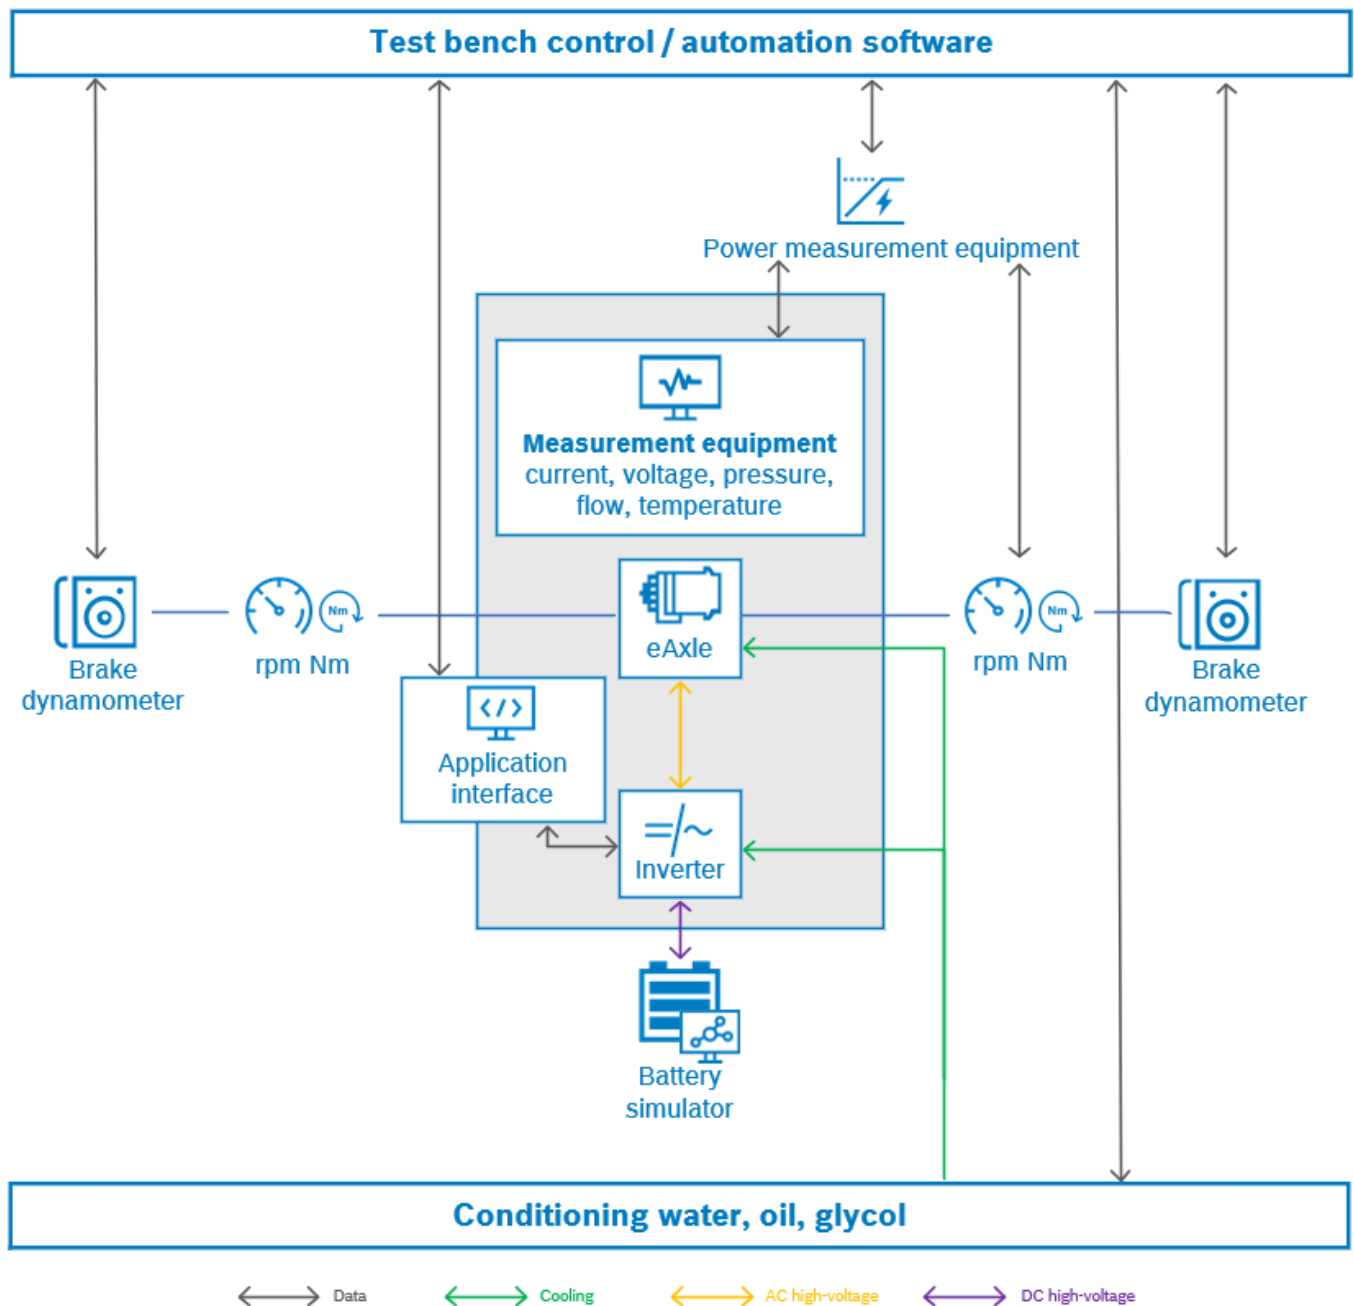 Test bench control / automation software
Power measurement equipment
Measurement equipment
current, voltage, pressure,
flow, temperature
eAxle
Nm
rpm Nm
Brake
dynamometer
Nm
rpm Nm
Brake
dynamometer
</>
Application
interface
Inverter
Battery
simulator
Conditioning water, oil, glycol
Data
Cooling
AC high-voltage
DC high-voltage